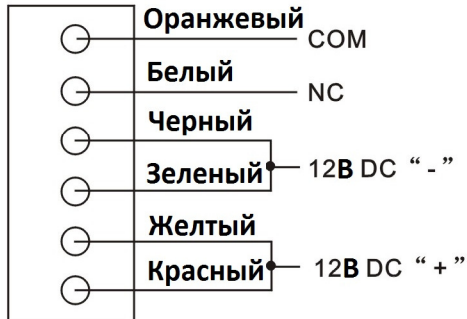 Оранжевый
COM
Белый
NC
Черный
Зеленый
12В DC “ - ”
Желтый
Красный
12В DC “ + ”